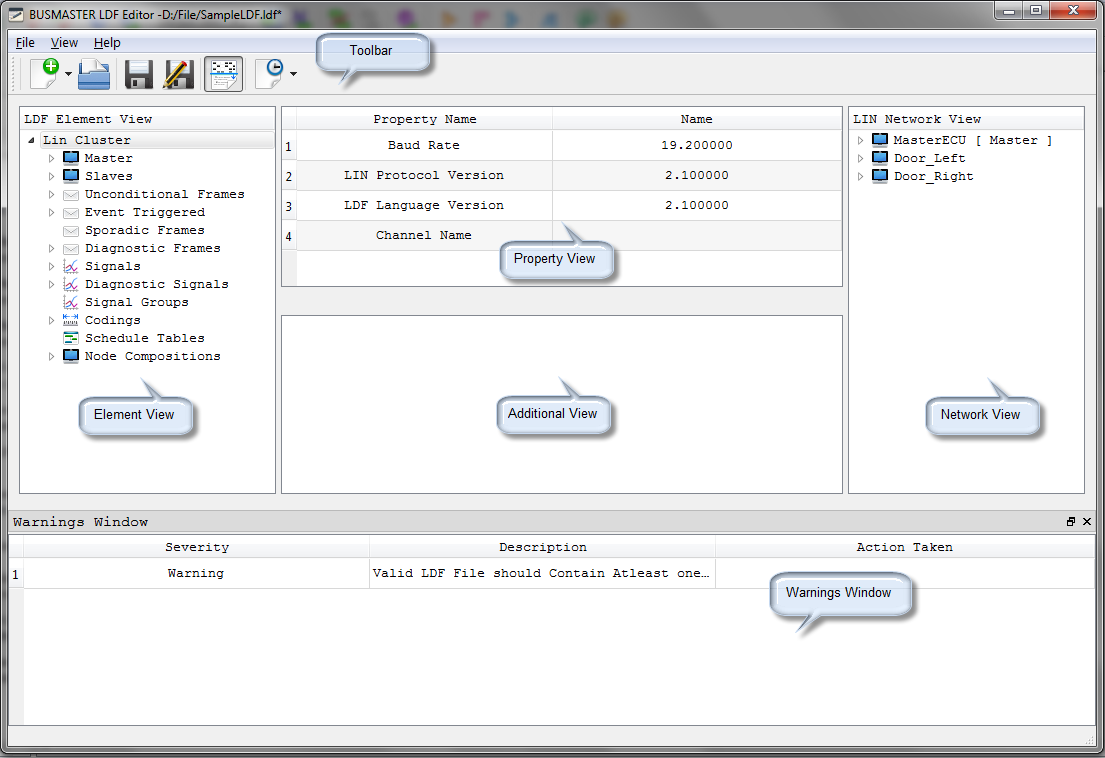 BUSMASTER LDF Editor -D:/File/SampleLDF.ldf*
File View Help
Toolbar
LDF Element View
Lin Cluster
Master
Slaves
Unconditional Frames
Event Triggered
Sporadic Frames
Diagnostic Frames
Signals
Diagnostic Signals
Signal Groups
Codings
Schedule Tables
Node Compositions
Element View
Property Name Name
1 Baud Rate 19.200000
2 LIN Protocol Version 2.100000
3 LDF Language Version 2.100000
4 Channel Name
Property View
Additional View
LIN Network View
MasterECU [ Master ]
Door_Left
Door_Right
Network View
Warnings Window
Severity Description Action Taken
1 Warning Valid LDF File should Contain Atleast one…
Warnings Window